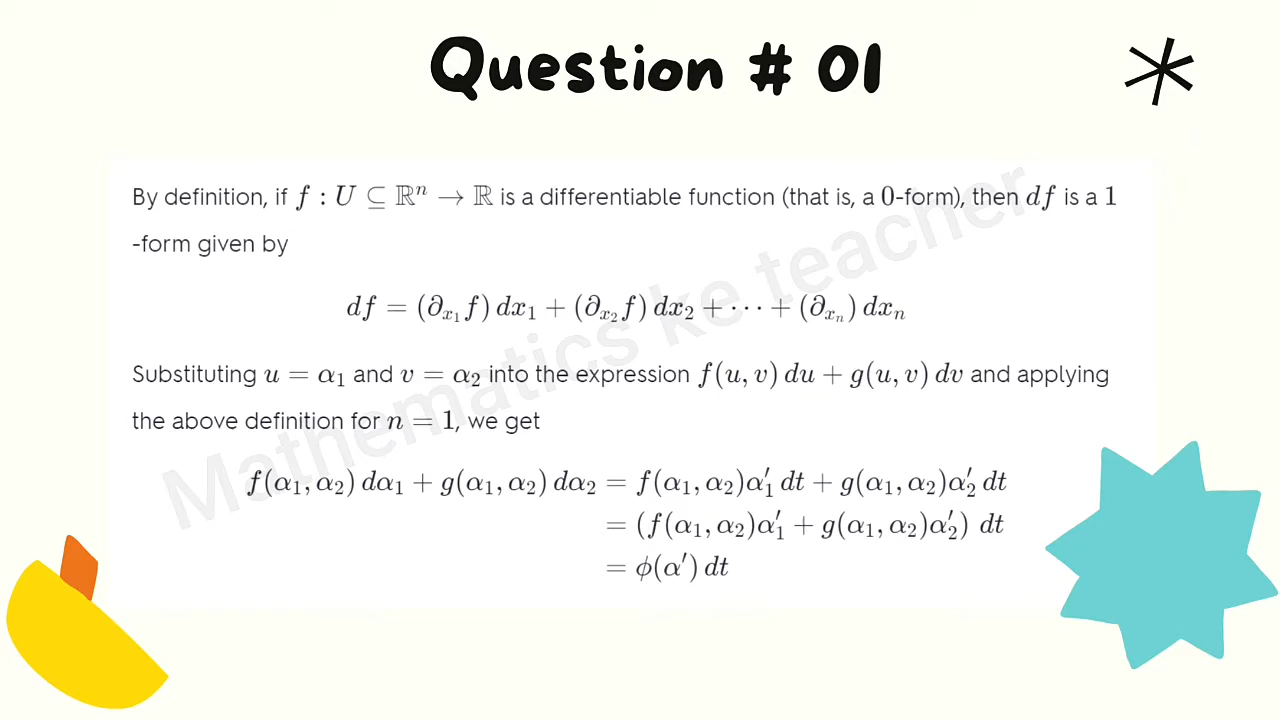 Question # 01
By definition, if f : U ⊆ ℝⁿ → ℝ is a differentiable function (that is, a 0-form), then df is a 1
-form given by
df = (∂ₓ₁ f) dx₁ + (∂ₓ₂ f) dx₂ + ⋯ + (∂ₓₙ) dxₙ
Substituting u = α₁ and v = α₂ into the expression f(u, v) du + g(u, v) dv and applying
the above definition for n = 1, we get
f(α₁, α₂) dα₁ + g(α₁, α₂) dα₂ = f(α₁, α₂)α₁′ dt + g(α₁, α₂)α₂′ dt
= (f(α₁, α₂)α₁′ + g(α₁, α₂)α₂′) dt
= ϕ(α′) dt
Mathematics ke teacher